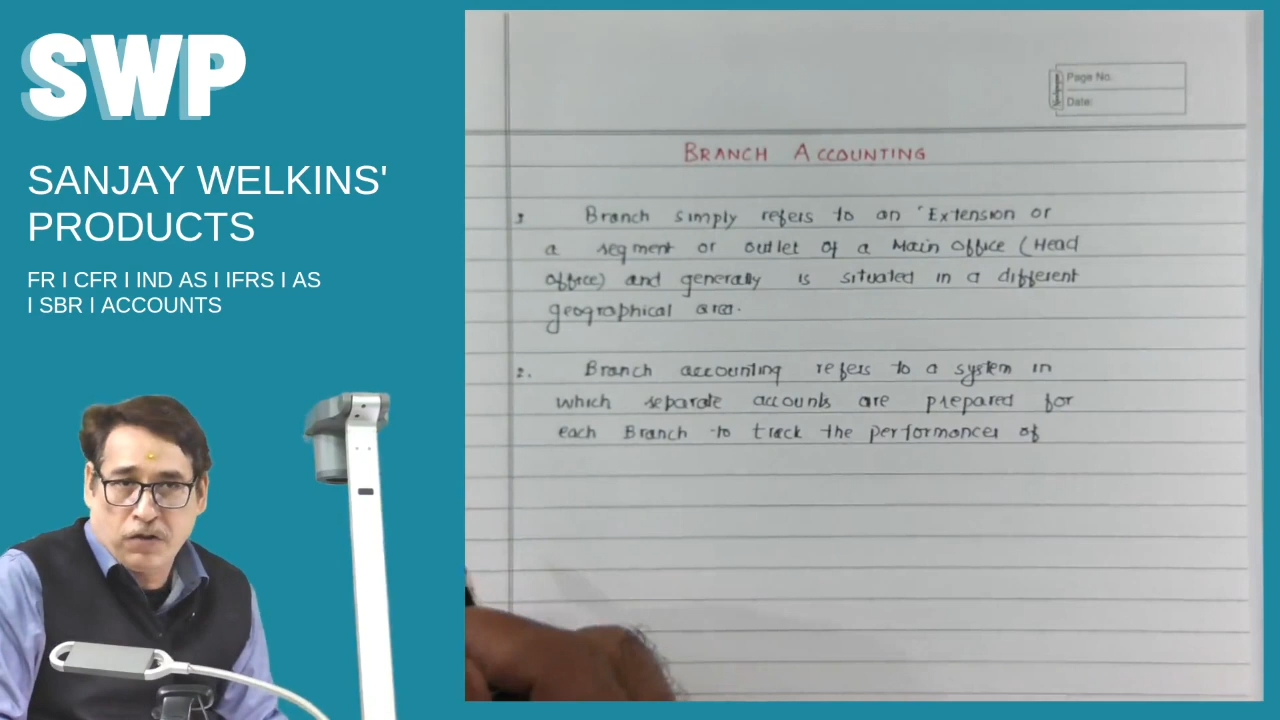 SWP
SANJAY WELKINS'
PRODUCTS
FR I CFR I IND AS I IFRS I AS
I SBR I ACCOUNTS
Page No.
Date:
BRANCH ACCOUNTING
1 Branch simply refers to an 'Extension or
a segment or outlet of a Main office (Head
office) and generally is situated in a different
geographical area.
2. Branch accounting refers to a system in
which separate accounts are prepared for
each Branch to track the performances of